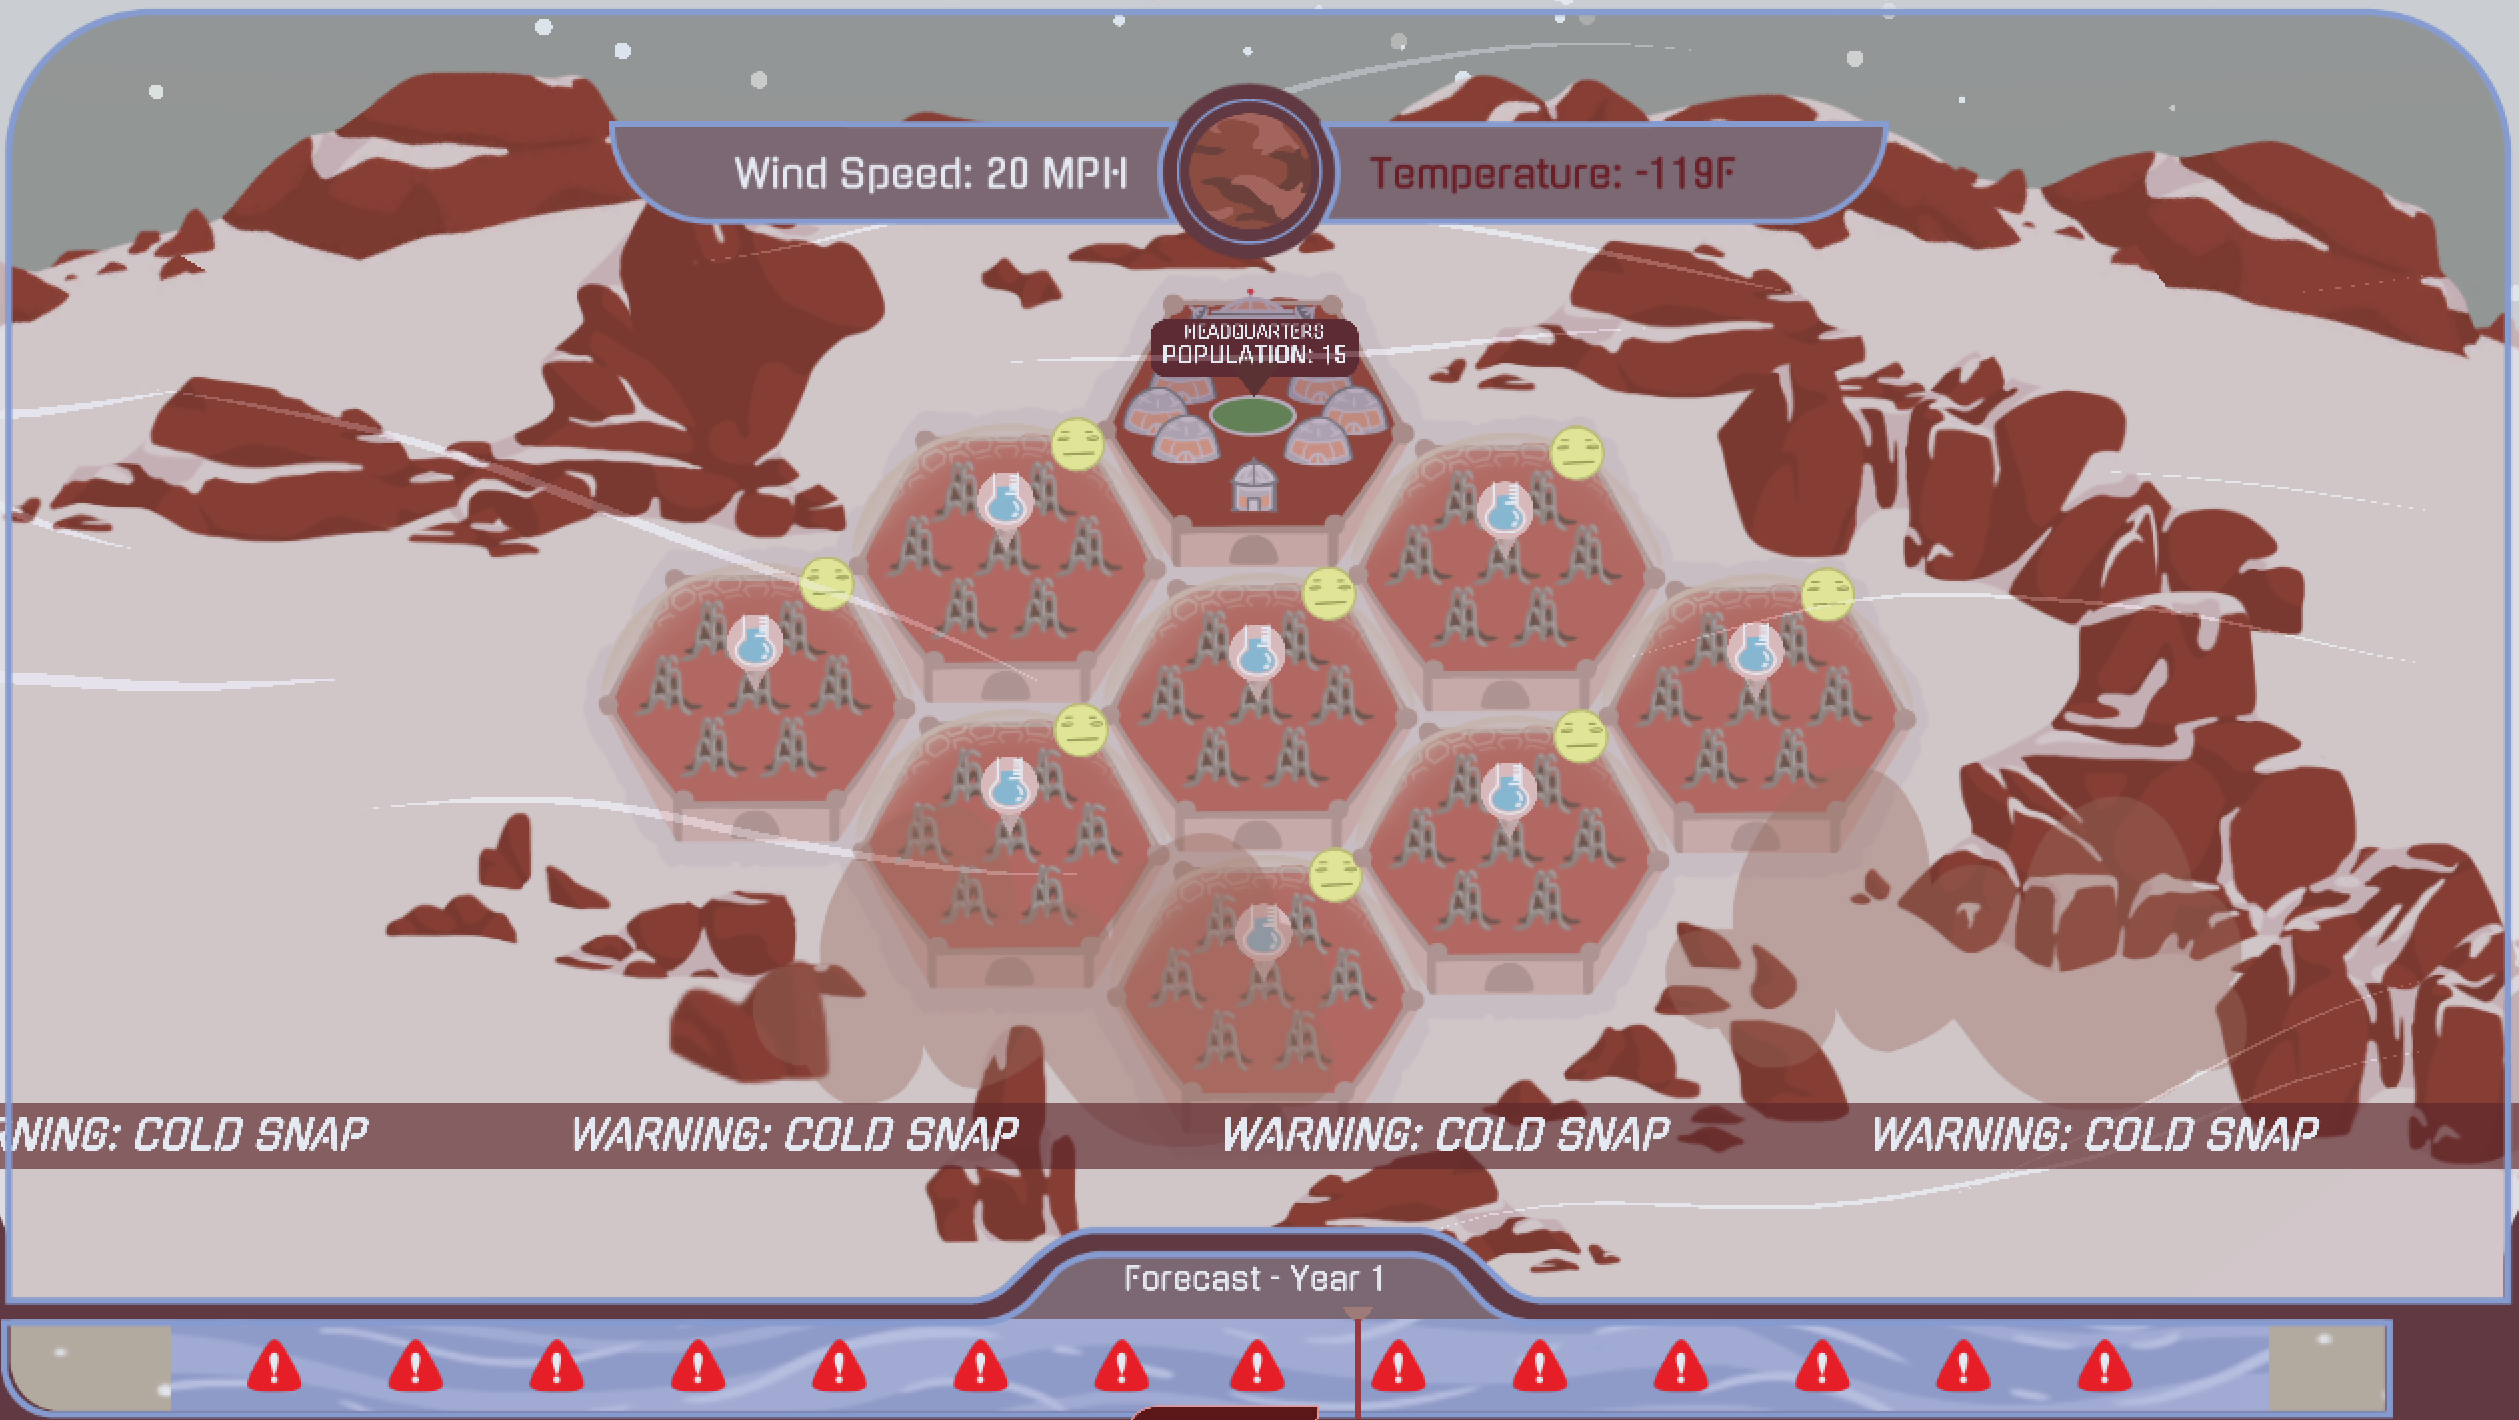 Wind Speed: 20 MPH
Temperature: -119F
HEADQUARTERS
POPULATION: 15
NING: COLD SNAP WARNING: COLD SNAP WARNING: COLD SNAP WARNING: COLD SNAP
Forecast - Year 1